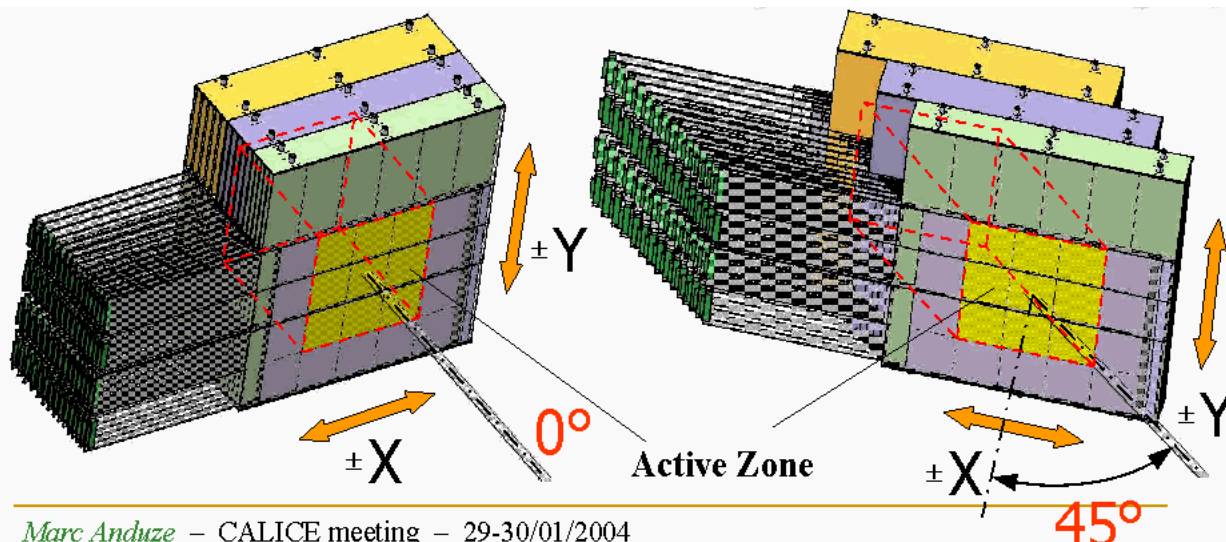 ±Y
0°
±X
Active Zone
±Y
±X
45°
Marc Anduze – CALICE meeting – 29-30/01/2004